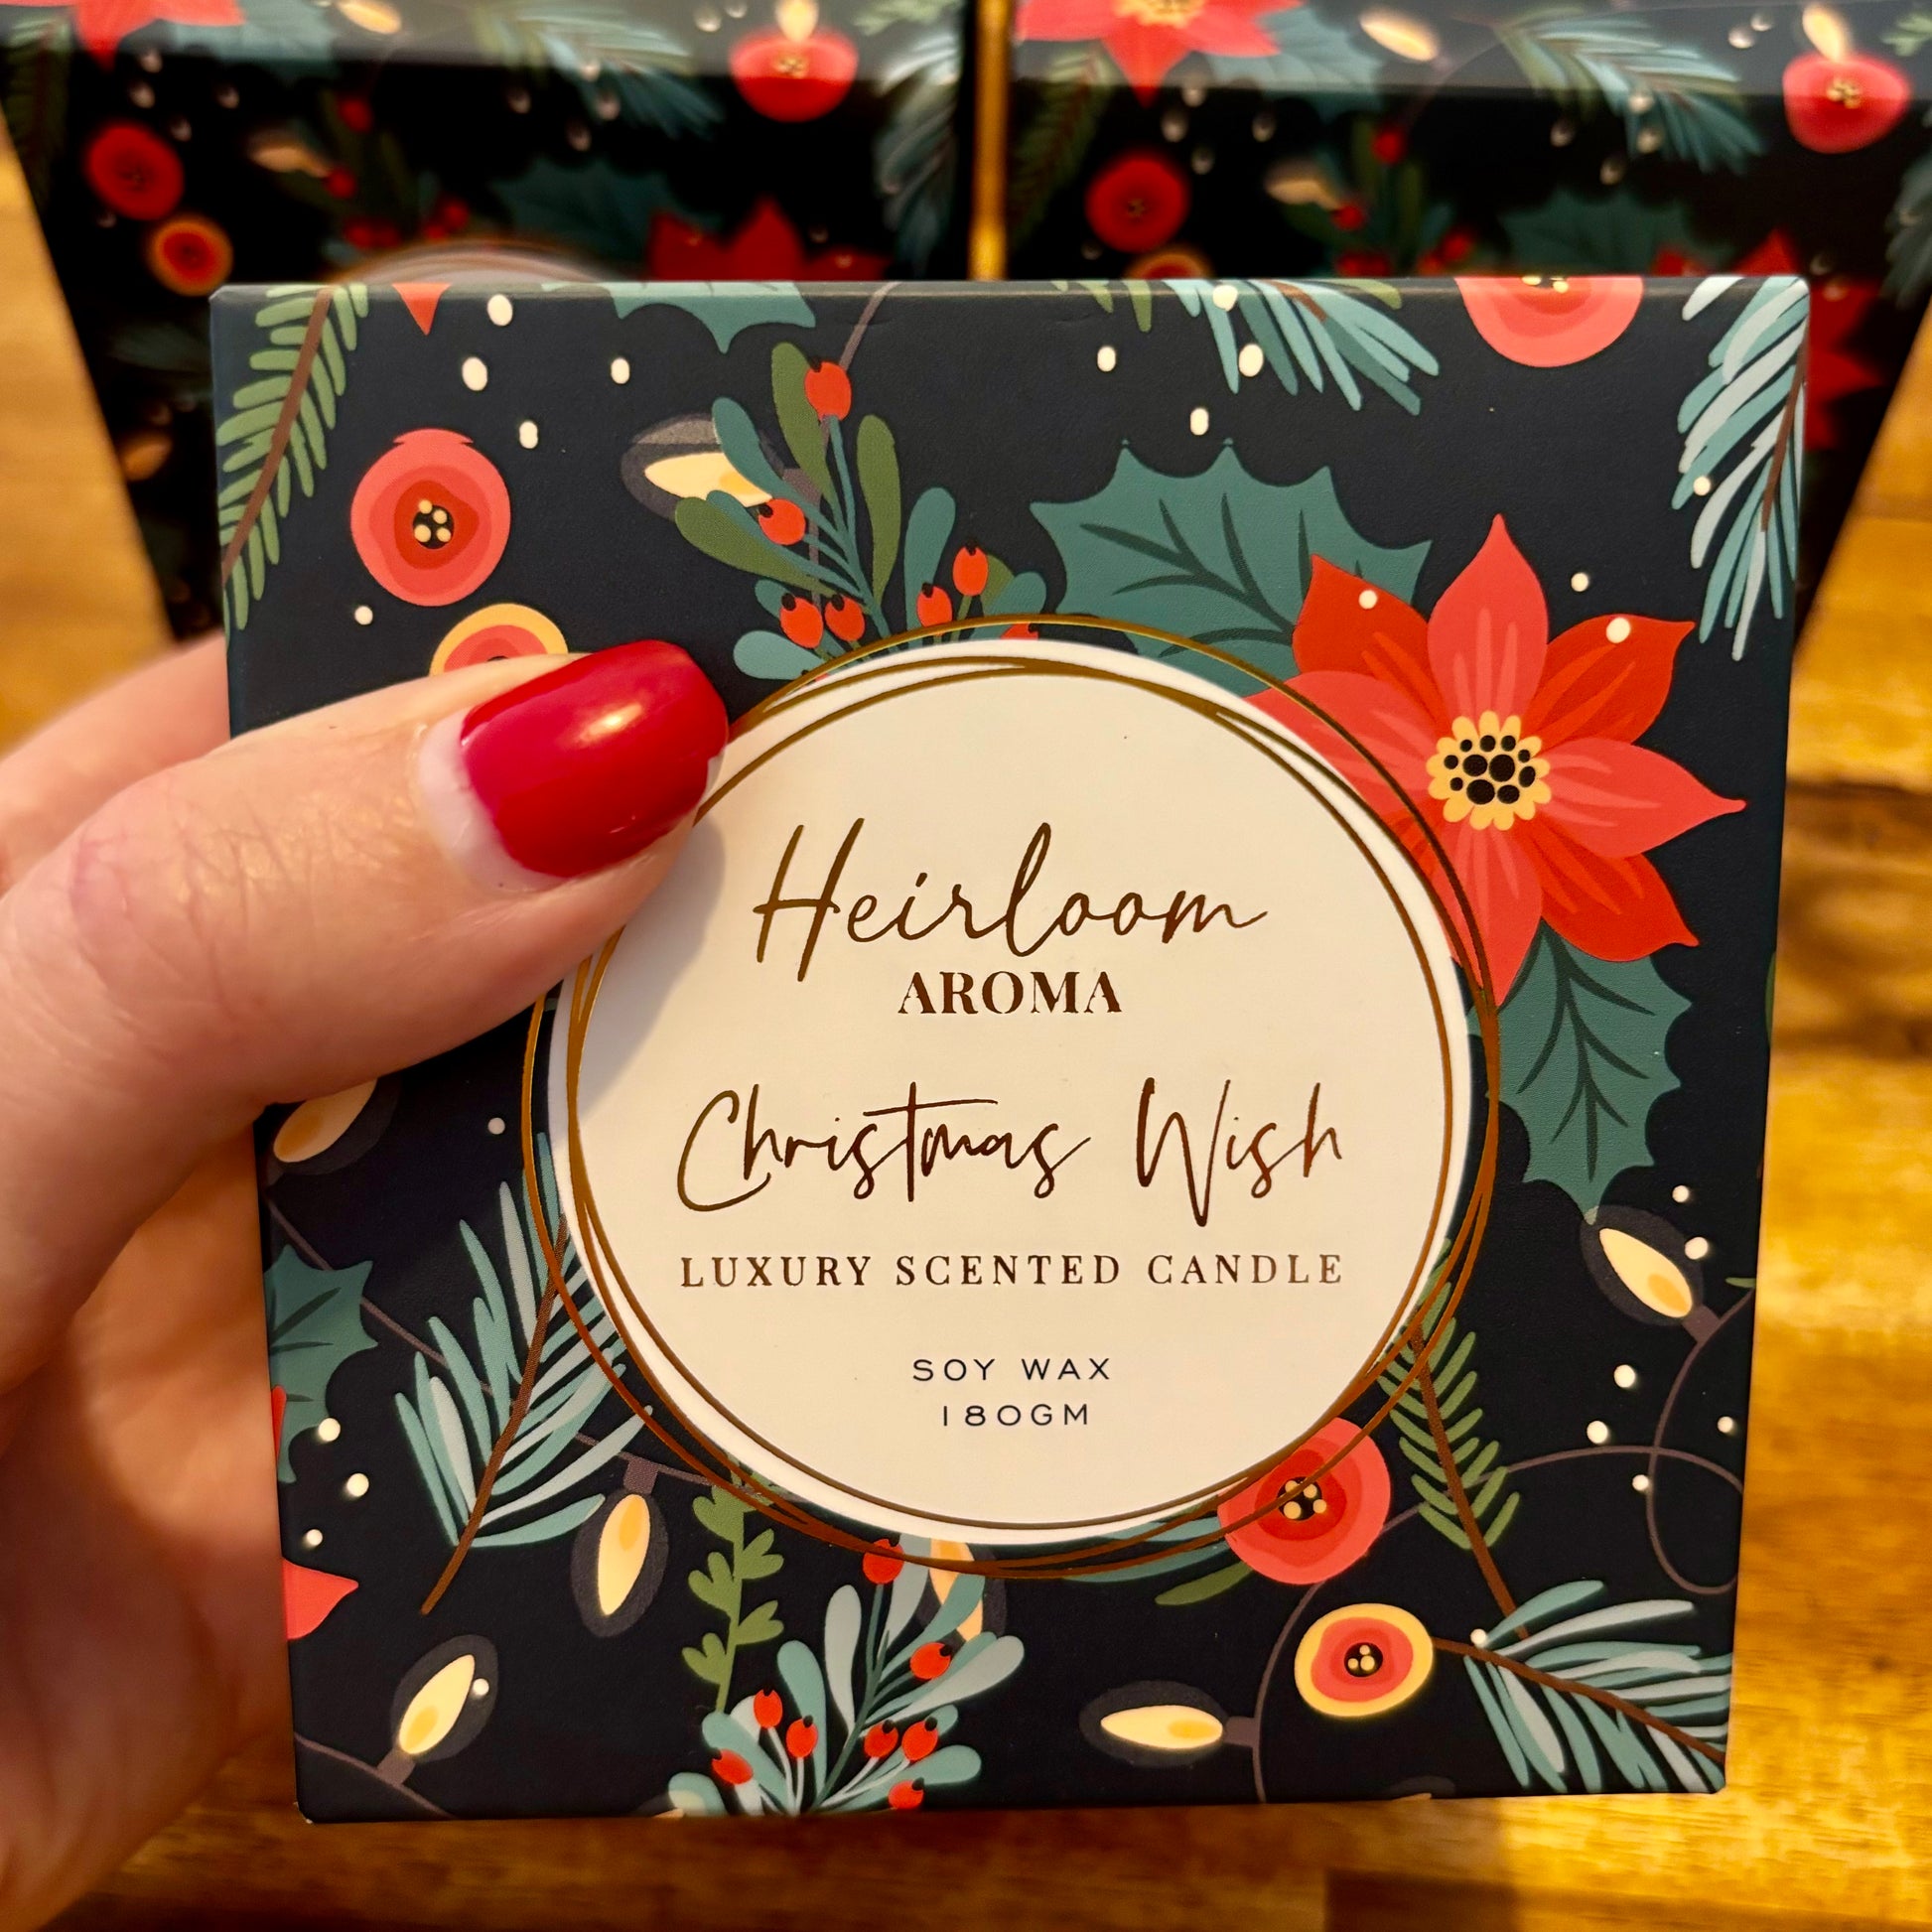 Heirloom
AROMA
Christmas Wish
LUXURY SCENTED CANDLE
SOY WAX
180GM